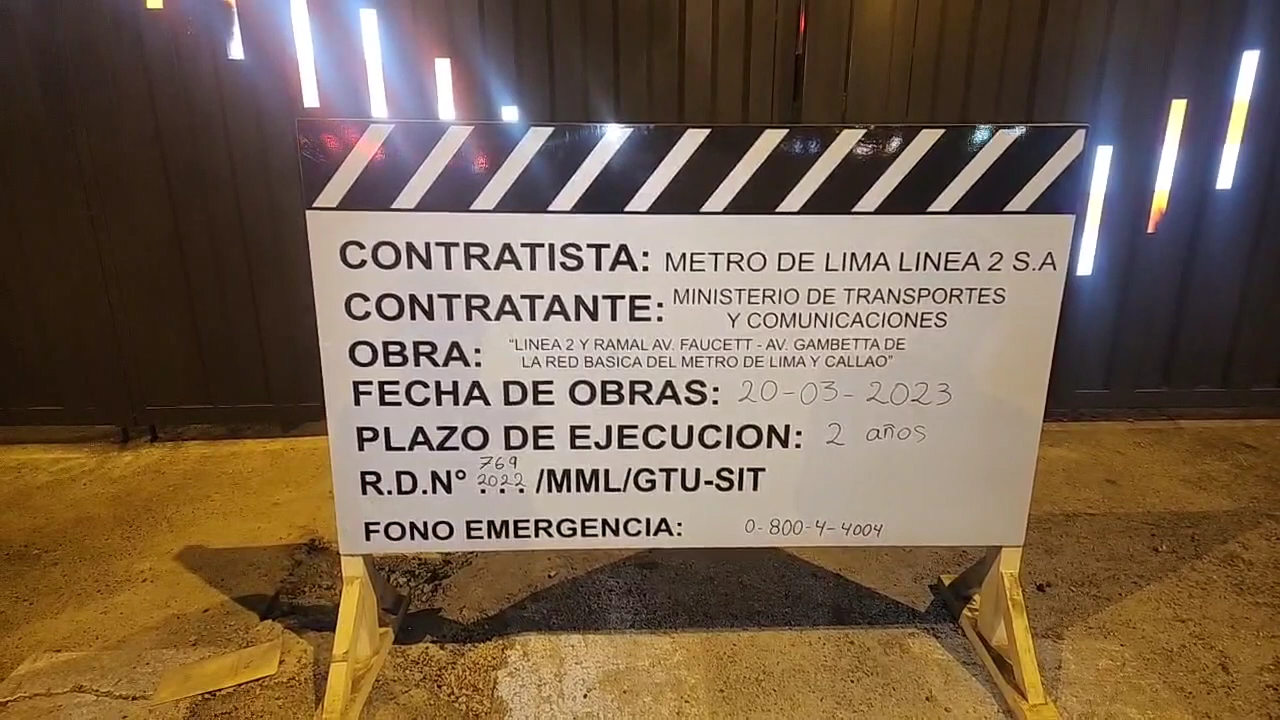 CONTRATISTA: METRO DE LIMA LINEA 2 S.A
CONTRATANTE: MINISTERIO DE TRANSPORTES
Y COMUNICACIONES
OBRA: "LINEA 2 Y RAMAL AV. FAUCETT - AV. GAMBETTA DE
LA RED BASICA DEL METRO DE LIMA Y CALLAO"
FECHA DE OBRAS: 20-03-2023
PLAZO DE EJECUCION: 2 años
769
R.D.N° 2022... /MML/GTU-SIT
FONO EMERGENCIA: 0-800-4-4004